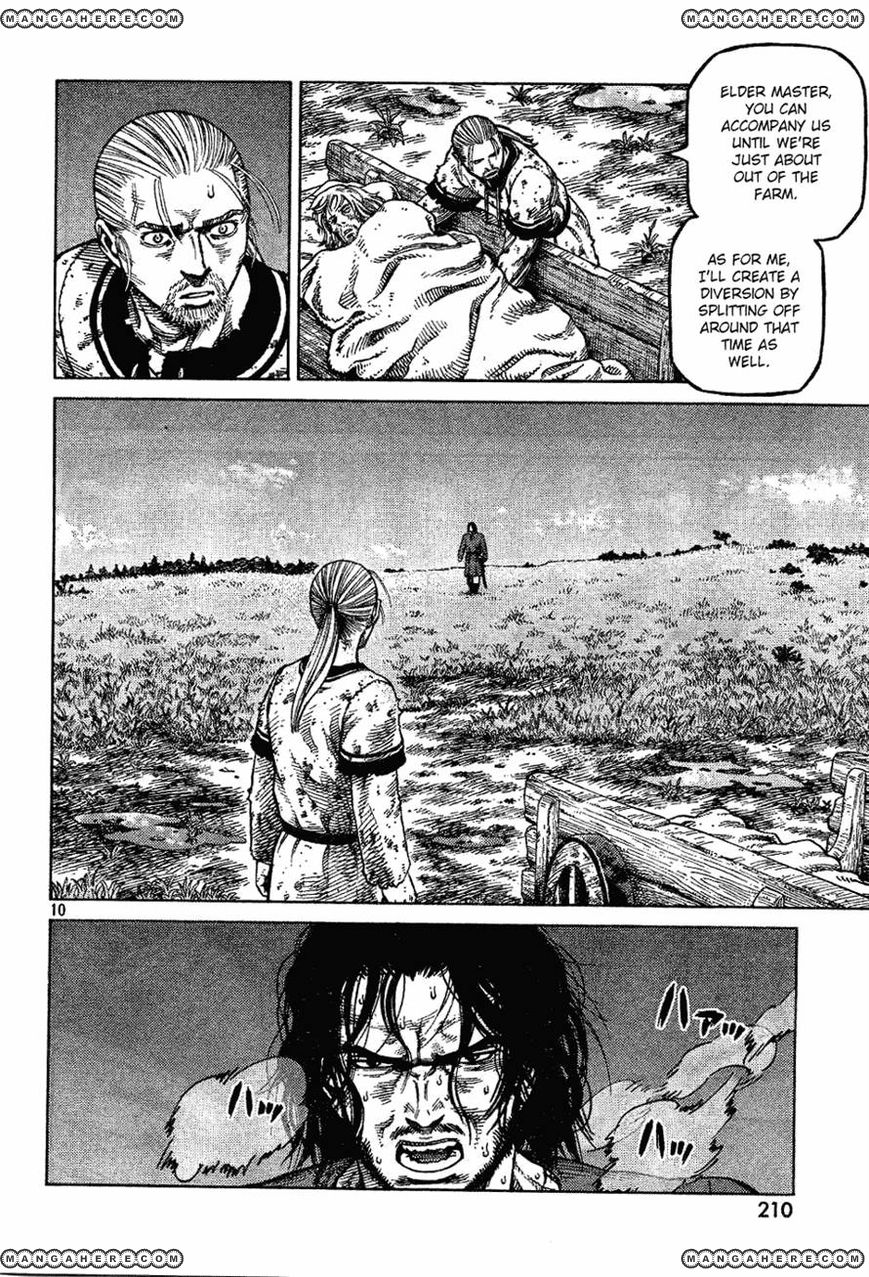 MANGAHERE.COM
MANGAHERE.COM
ELDER MASTER,
YOU CAN
ACCOMPANY US
UNTIL WE'RE
JUST ABOUT
OUT OF THE
FARM.
AS FOR ME,
I'LL CREATE A
DIVERSION BY
SPLITTING OFF
AROUND THAT
TIME AS
WELL.
10
ハァッ
ハッ
ハッ
210
MANGAHERE.COM
MANGAHERE.COM